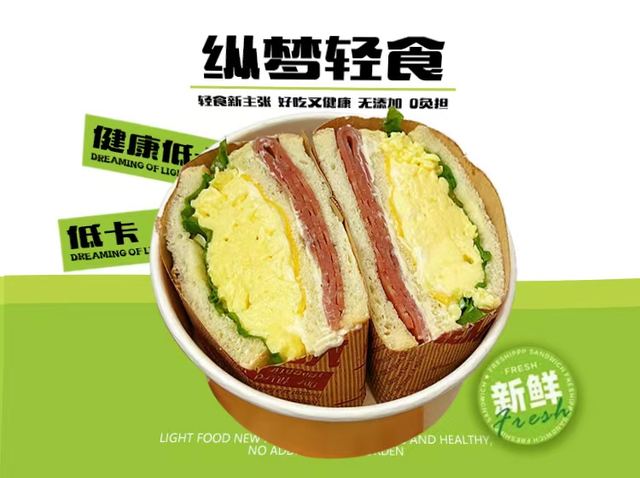 纵梦轻食
轻食新主张 好吃又健康 无添加 0负担
健康低
DREAMING OF LIG
低卡
DREAMING OF LI
FRESH
新鲜
Fresh
LIGHT FOOD NEW
AND HEALTHY,
NO ADD